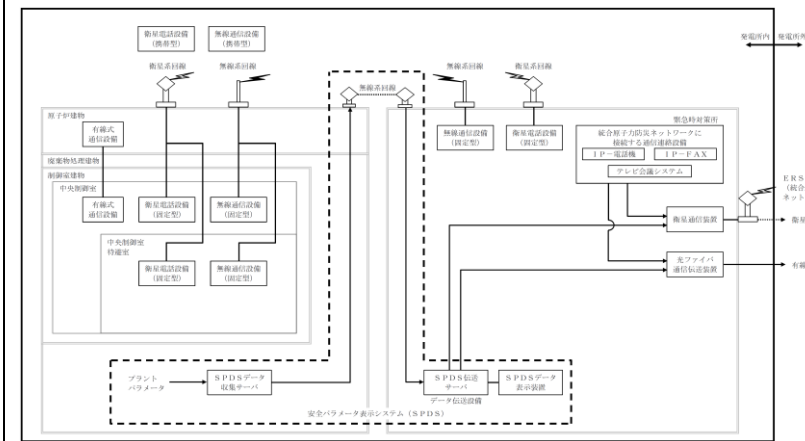 衛星電話設備
(携帯型)
無線通信設備
(携帯型)
発電所内
発電所外
衛星系回線
無線系回線
無線系回線
無線系回線
衛星系回線
原子炉建物
有線式
通信設備
廃棄物処理建物
制御室建物
中央制御室
有線式
通信設備
衛星電話設備
(固定型)
無線通信設備
(固定型)
中央制御室
待避室
衛星電話設備
(固定型)
無線通信設備
(固定型)
無線通信設備
(固定型)
衛星電話設備
(固定型)
緊急時対策所
統合原子力防災ネットワークに
接続する通信連絡設備
IP-電話機
IP-FAX
テレビ会議システム
ERS
(統合
ネット
衛星通信装置
衛星
光ファイバ
通信伝送装置
有線
プラント
パラメータ
SPDSデータ
収集サーバ
SPDS伝送
サーバ
SPDSデータ
表示装置
データ伝送設備
安全パラメータ表示システム(SPDS)